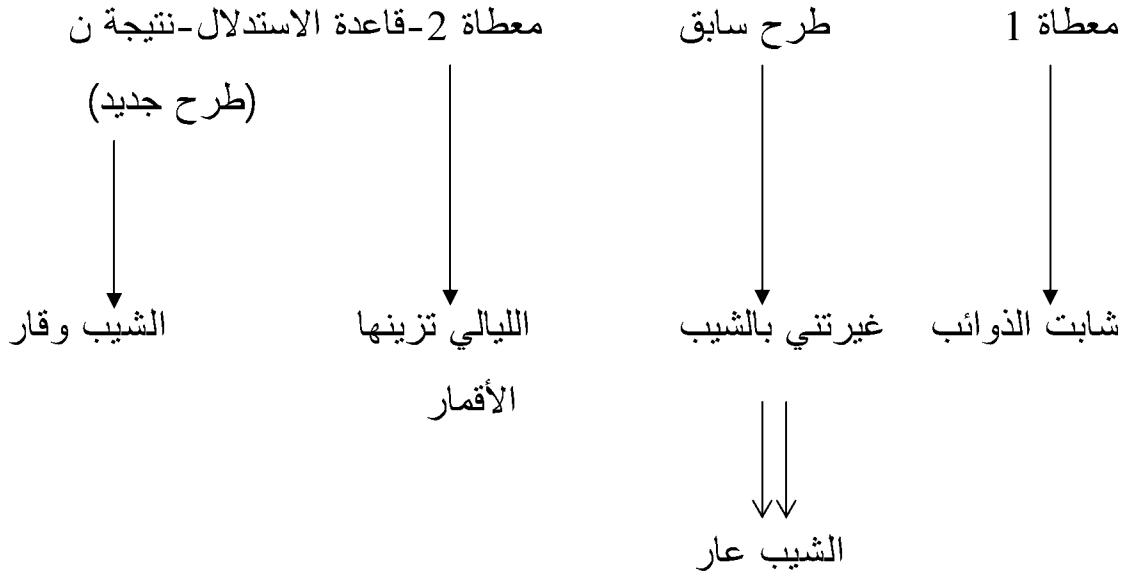 معطاة 1 طرح سابق معطاة 2-قاعدة الاستدلال-نتيجة ن
(طرح جديد)
شابت الذوائب غيرتني بالشيب الليالي تزينها الشيب وقار
الأقمار
الشيب عار